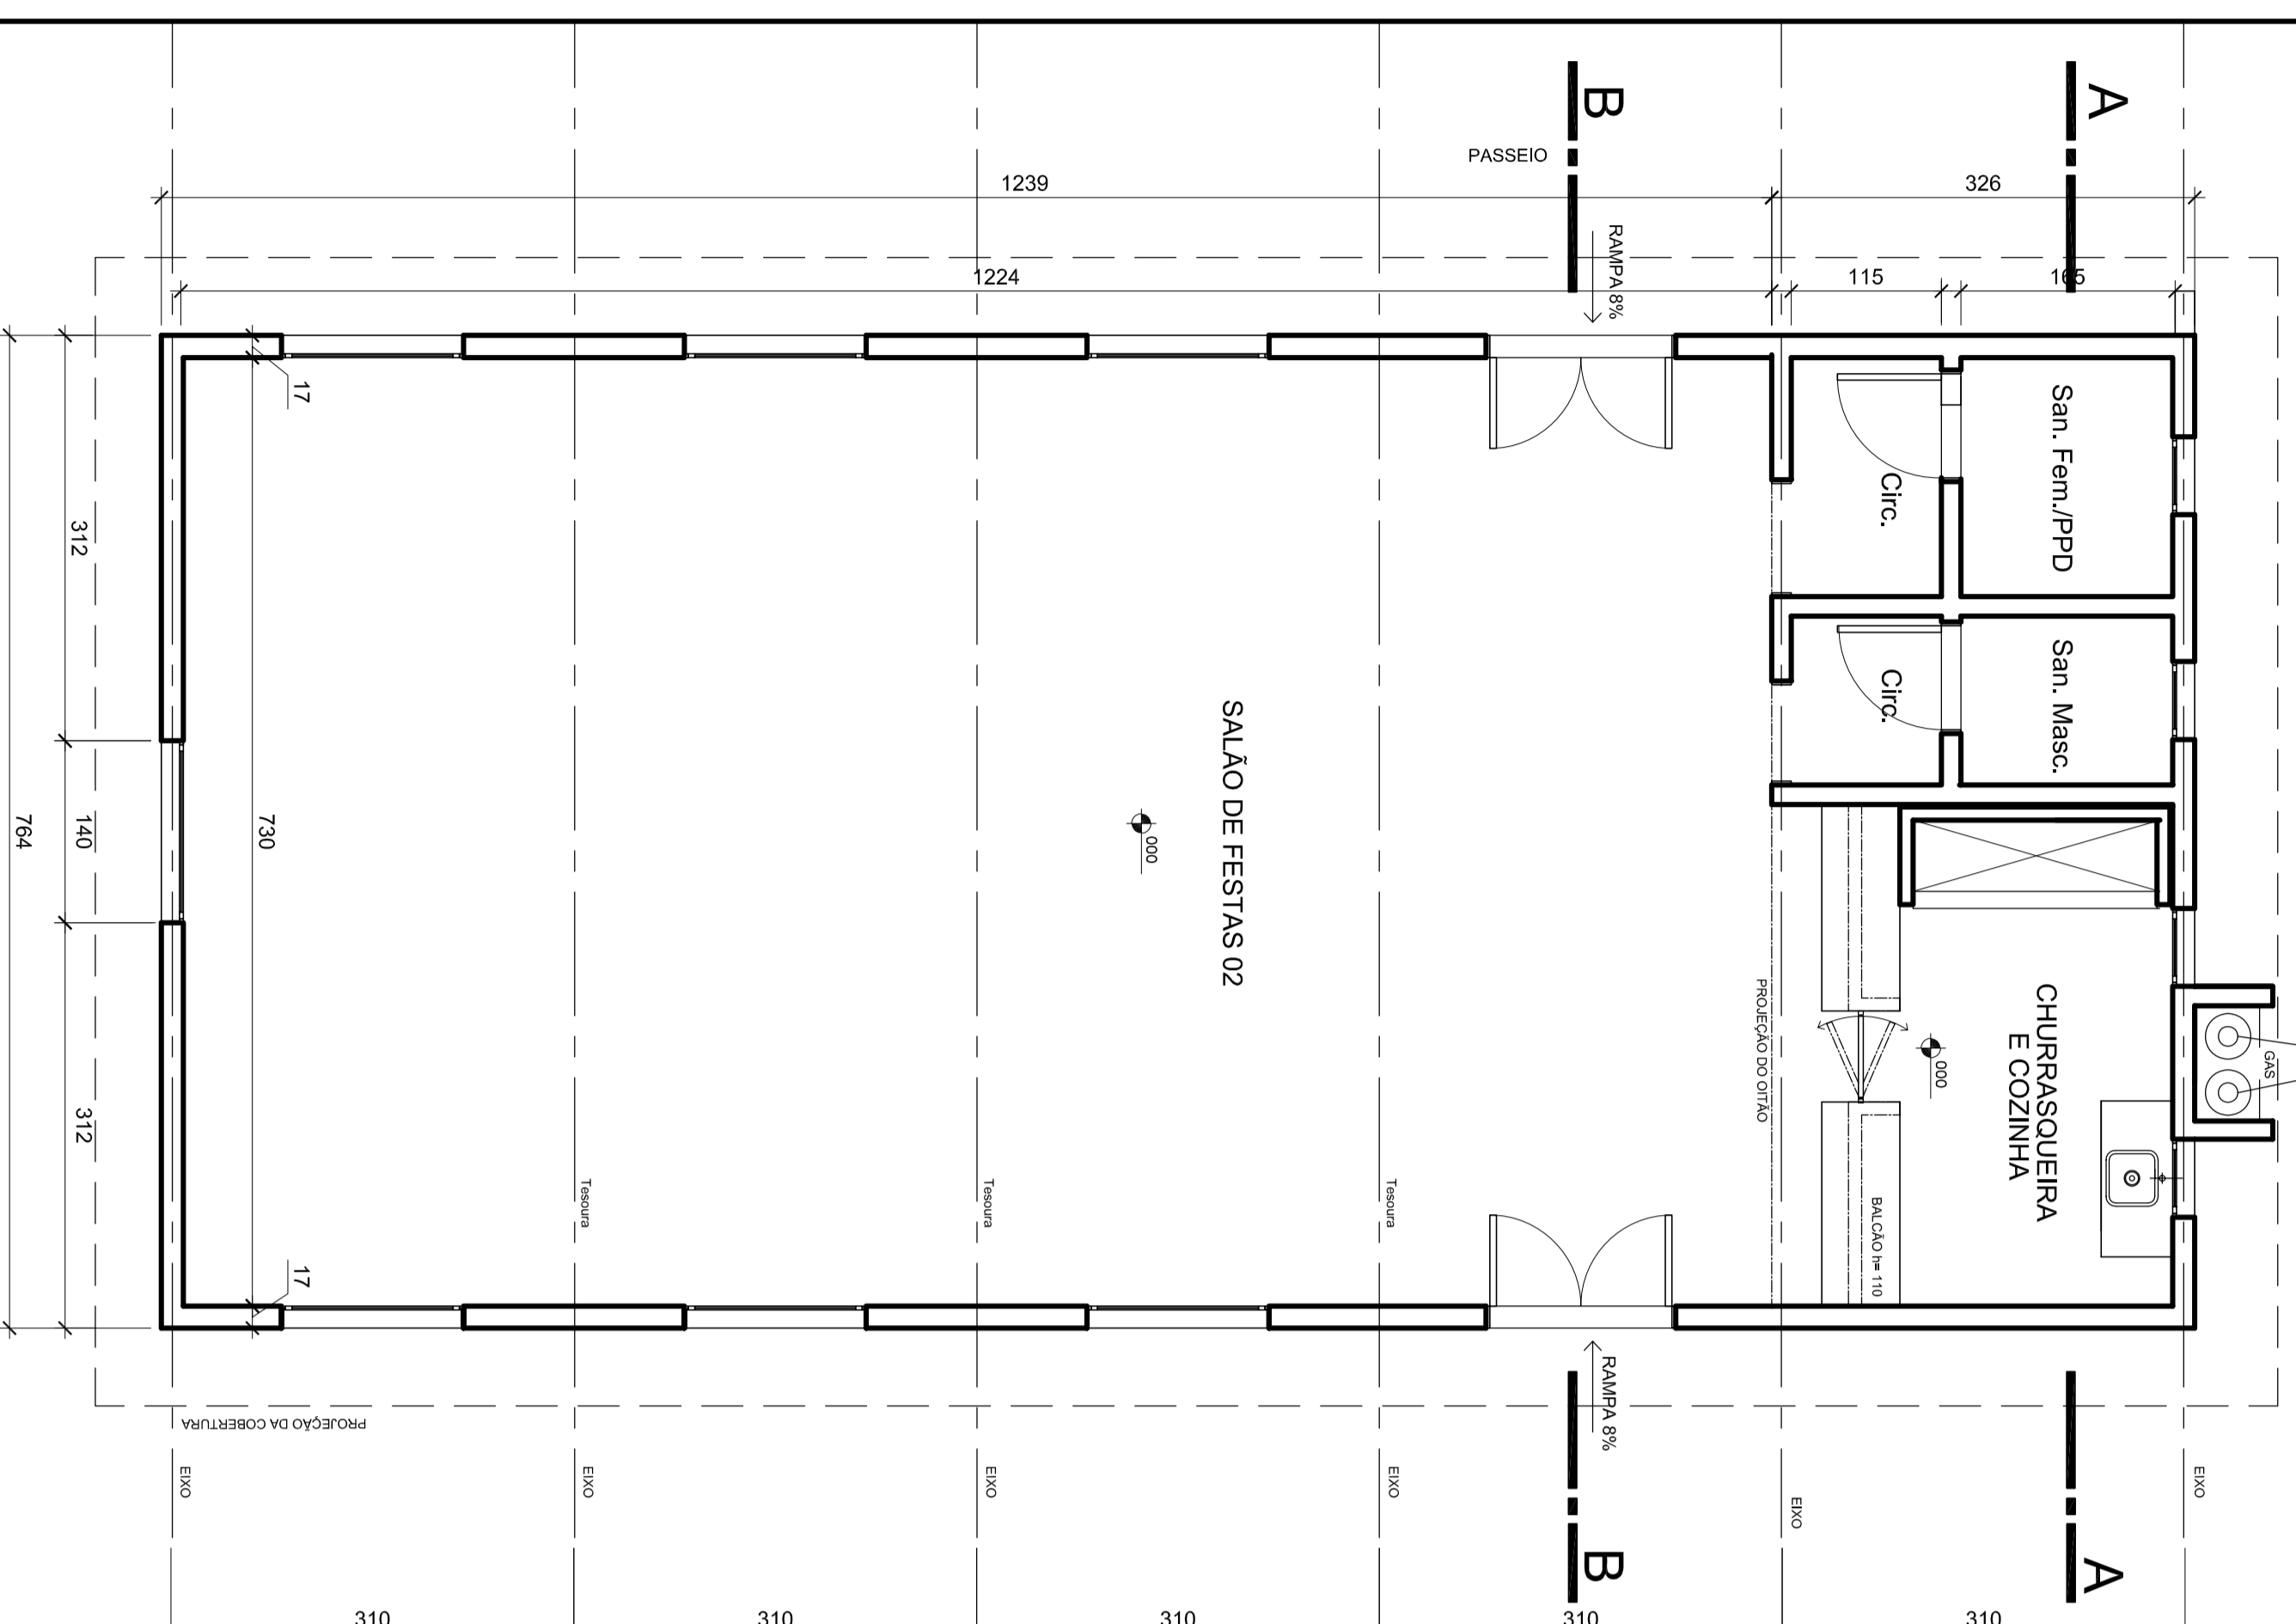 B
A
PASSEIO
1239
326
RAMPA 8%
1224
115
165
17
San. Fem./PPD
Circ.
312
San. Masc.
Circ.
SALÃO DE FESTAS 02
000
730
140
764
PROJEÇÃO DO OITÃO
CHURRASQUEIRA
E COZINHA
000
GÁS
312
Tesoura
Tesoura
Tesoura
BALCÃO h= 110
17
RAMPA 8%
PROJEÇÃO DA COBERTURA
EIXO
EIXO
EIXO
EIXO
EIXO
EIXO
B
A
310
310
310
310
310